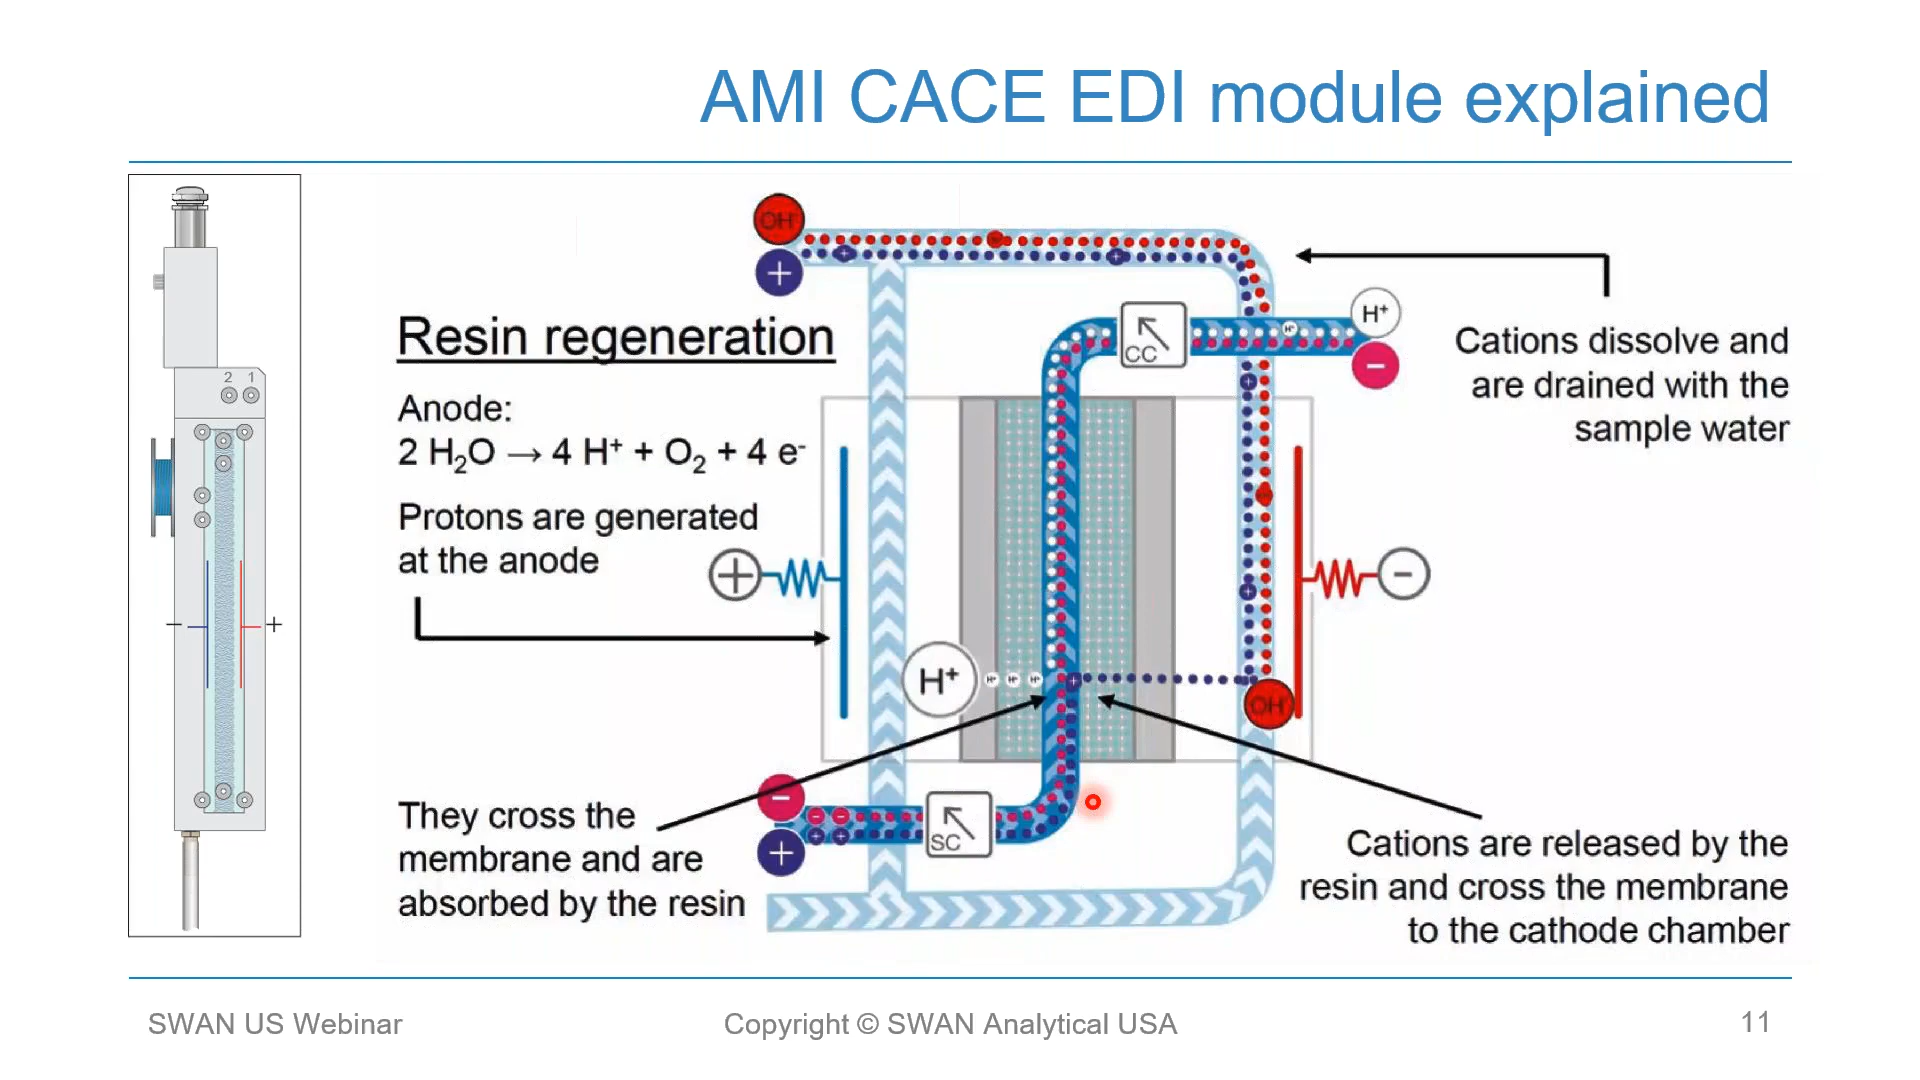 AMI CACE EDI module explained
2 1
− +
Resin regeneration
Anode:
2 H₂O → 4 H⁺ + O₂ + 4 e⁻
Protons are generated
at the anode
They cross the
membrane and are
absorbed by the resin
OH⁻
+
CC
H⁺
−
+
−
H⁺
H⁺ H⁺ H⁺
+
OH⁻
−
+
SC
Cations dissolve and
are drained with the
sample water
Cations are released by the
resin and cross the membrane
to the cathode chamber
SWAN US Webinar
Copyright © SWAN Analytical USA
11